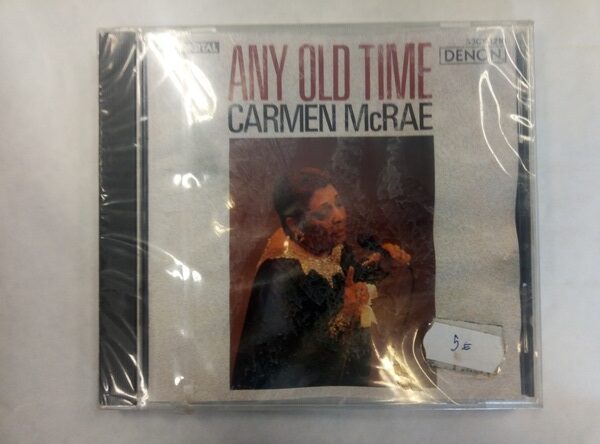 ANY OLD TIME
DENON
CARMEN McRAE
5€